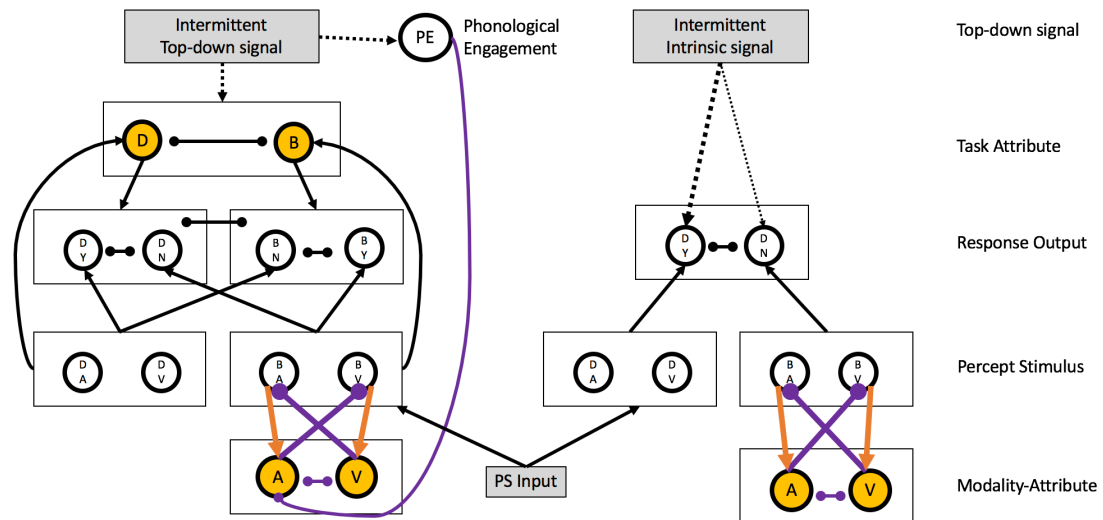 Intermittent
Top-down signal
PE
Phonological
Engagement
Intermittent
Intrinsic signal
Top-down signal
D
B
Task Attribute
D
Y
D
N
B
N
B
Y
D
Y
D
N
Response Output
D
A
D
V
B
A
B
V
D
A
D
V
B
A
B
V
Percept Stimulus
A
V
PS Input
A
V
Modality-Attribute